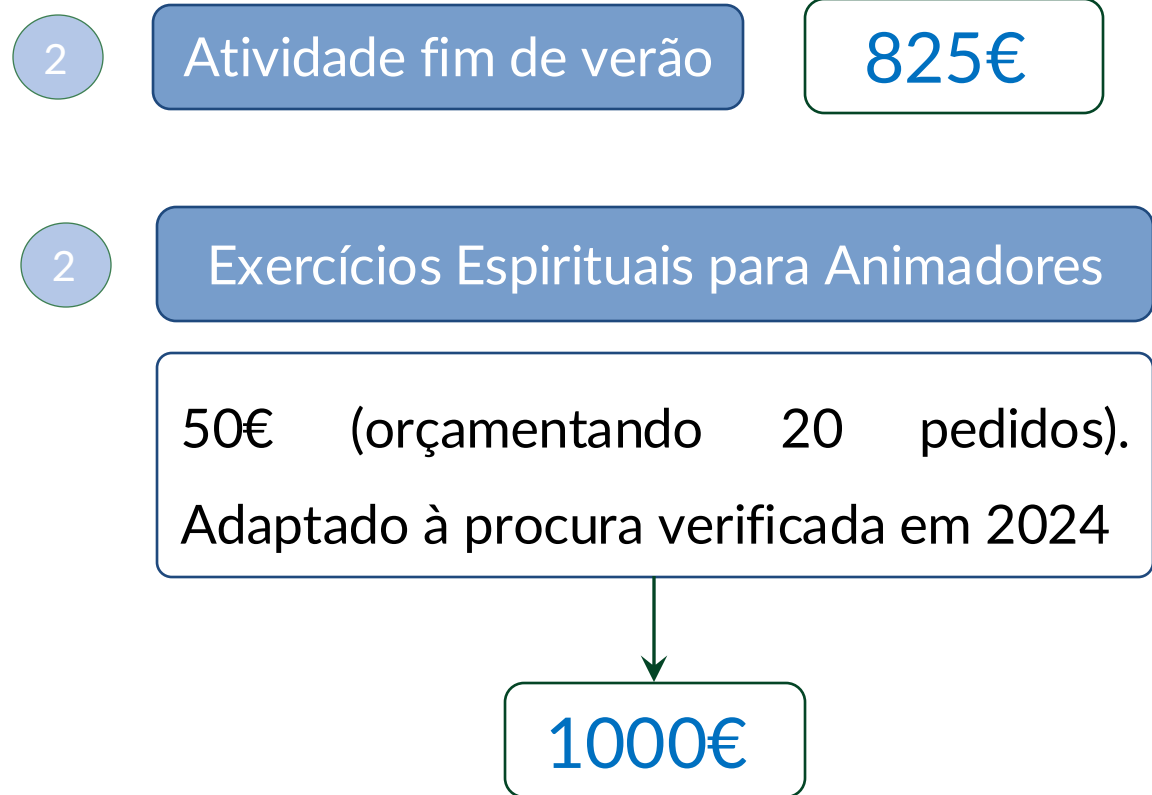 2
Atividade fim de verão
825€
2
Exercícios Espirituais para Animadores
50€ (orçamentando 20 pedidos).
Adaptado à procura verificada em 2024
1000€